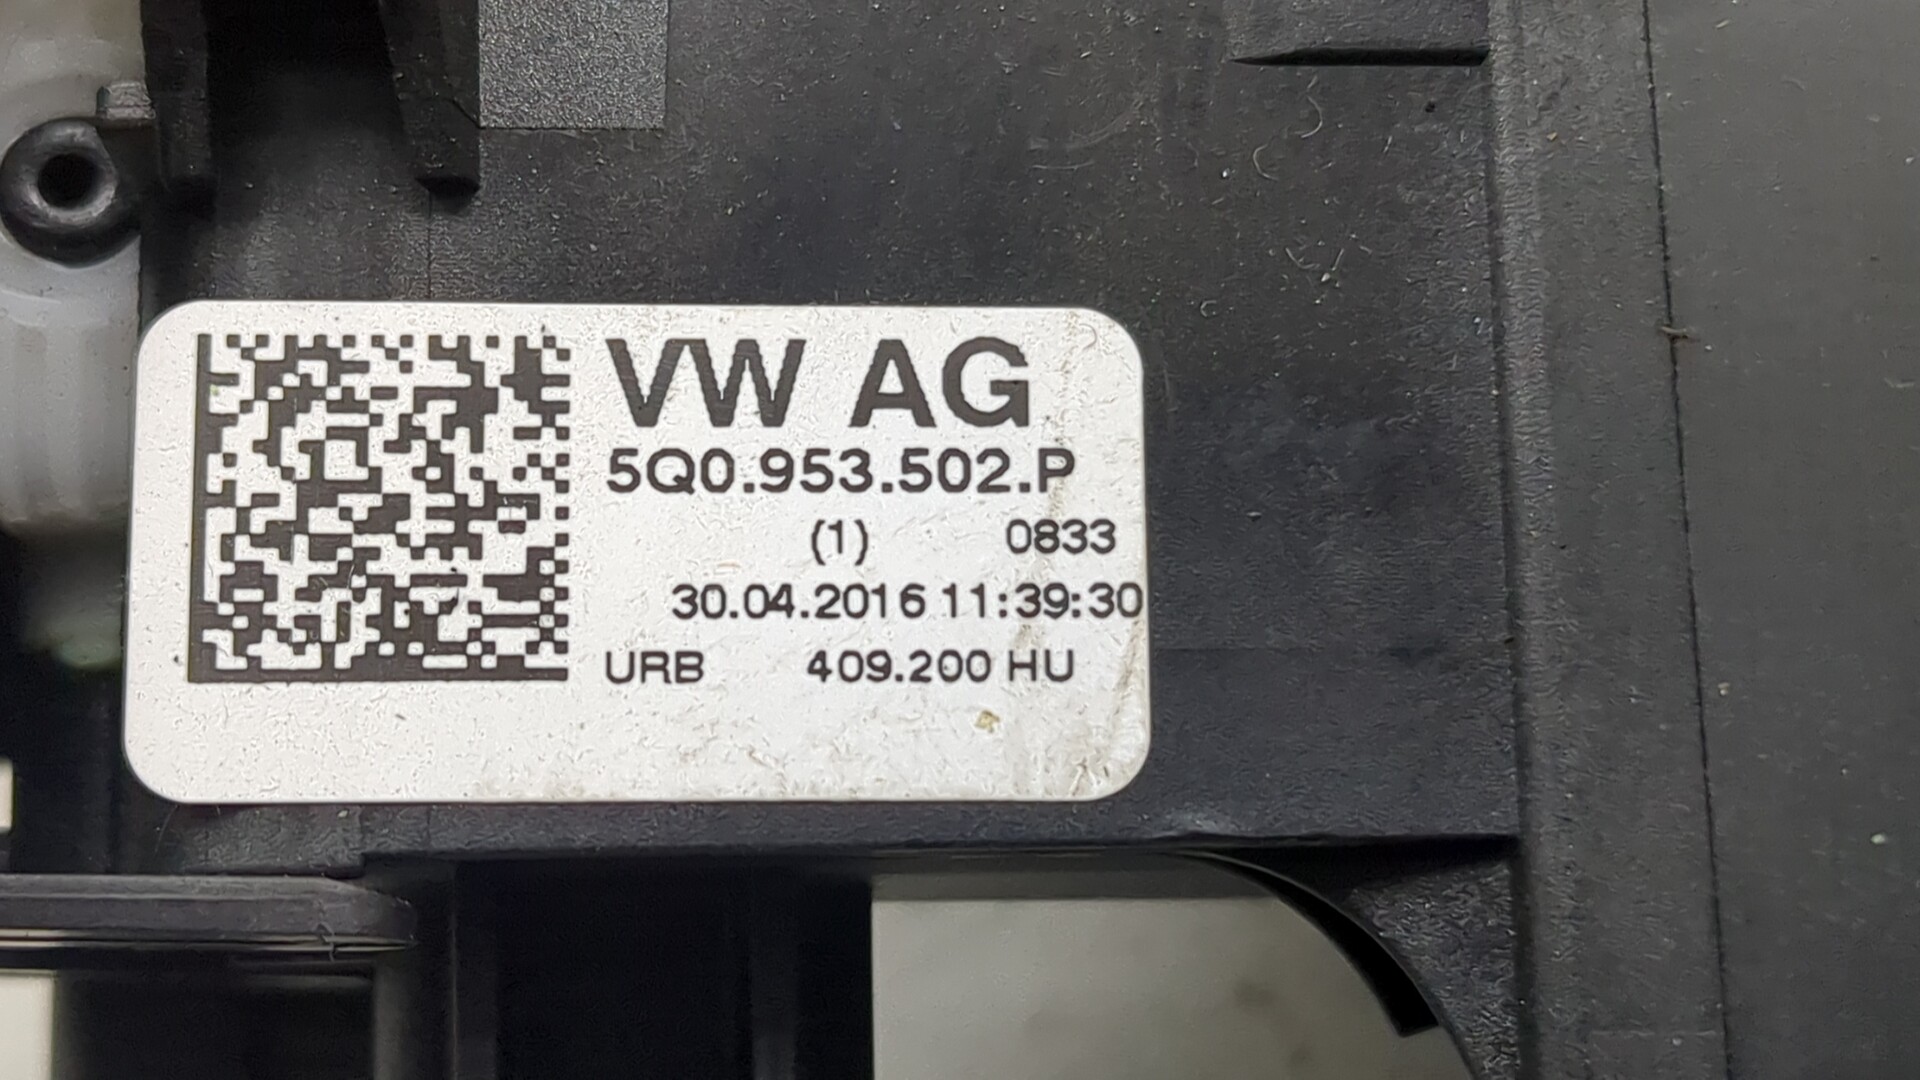 VW AG
5Q0.953.502.P
(1) 0833
30.04.2016 11:39:30
URB 409.200 HU